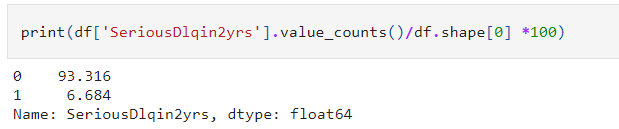 print(df['SeriousDlqin2yrs'].value_counts()/df.shape[0] *100)
0    93.316
1     6.684
Name: SeriousDlqin2yrs, dtype: float64